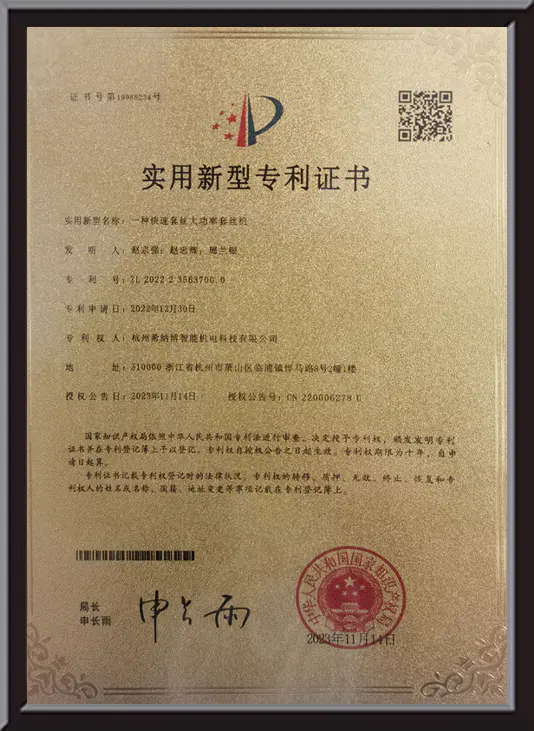 证书号第19988234号
实用新型专利证书
实用新型名称：一种快速套丝大功率套丝机
发 明 人：赵宗强；赵忠辉；周兰娟
专 利 号：ZL 2022 2 3563700.0
专利申请日：2022年12月30日
专 利 权 人：杭州希纳博智能机电科技有限公司
地 址：310000 浙江省杭州市萧山区临浦镇悍马路8号2幢1楼
授权公告日：2023年11月14日 授权公告号：CN 220006278 U
国家知识产权局依照中华人民共和国专利法进行审查，决定授予专利权，颁发发明专利
证书并在专利登记簿上予以登记。专利权自授权公告之日起生效。专利权期限为十年，自申
请日起算。
专利证书记载专利权登记时的法律状况。专利权的转移、质押、无效、终止、恢复和专
利权人的姓名或名称、国籍、地址变更等事项记载在专利登记簿上。
局长
申长雨
申长雨
中华人民共和国国家知识产权局
2023年11月14日